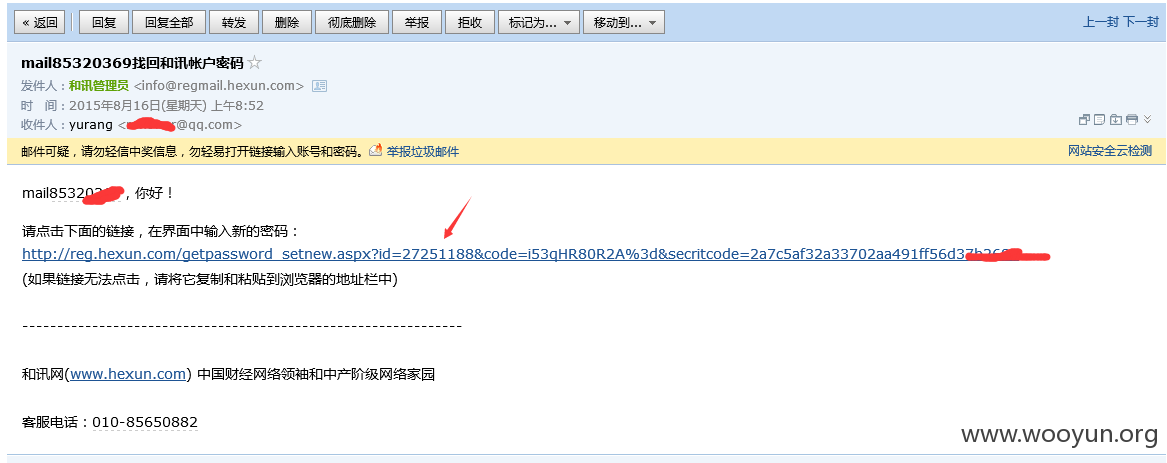 « 返回 回复 回复全部 转发 删除 彻底删除 举报 拒收 标记为... 移动到... 上一封 下一封
mail85320369找回和讯帐户密码
发件人：和讯管理员 <info@regmail.hexun.com>
时 间：2015年8月16日(星期天) 上午8:52
收件人：yurang < @qq.com>
邮件可疑，请勿轻信中奖信息，勿轻易打开链接输入账号和密码。 举报垃圾邮件 网站安全云检测
mail85320 ，你好！
请点击下面的链接，在界面中输入新的密码：
http://reg.hexun.com/getpassword_setnew.aspx?id=27251188&code=i53qHR80R2A%3d&secritcode=2a7c5af32a33702aa491ff56d3
(如果链接无法点击，请将它复制和粘贴到浏览器的地址栏中)
----------------------------------------------------------------
和讯网(www.hexun.com) 中国财经网络领袖和中产阶级网络家园
客服电话：010-85650882
www.wooyun.org